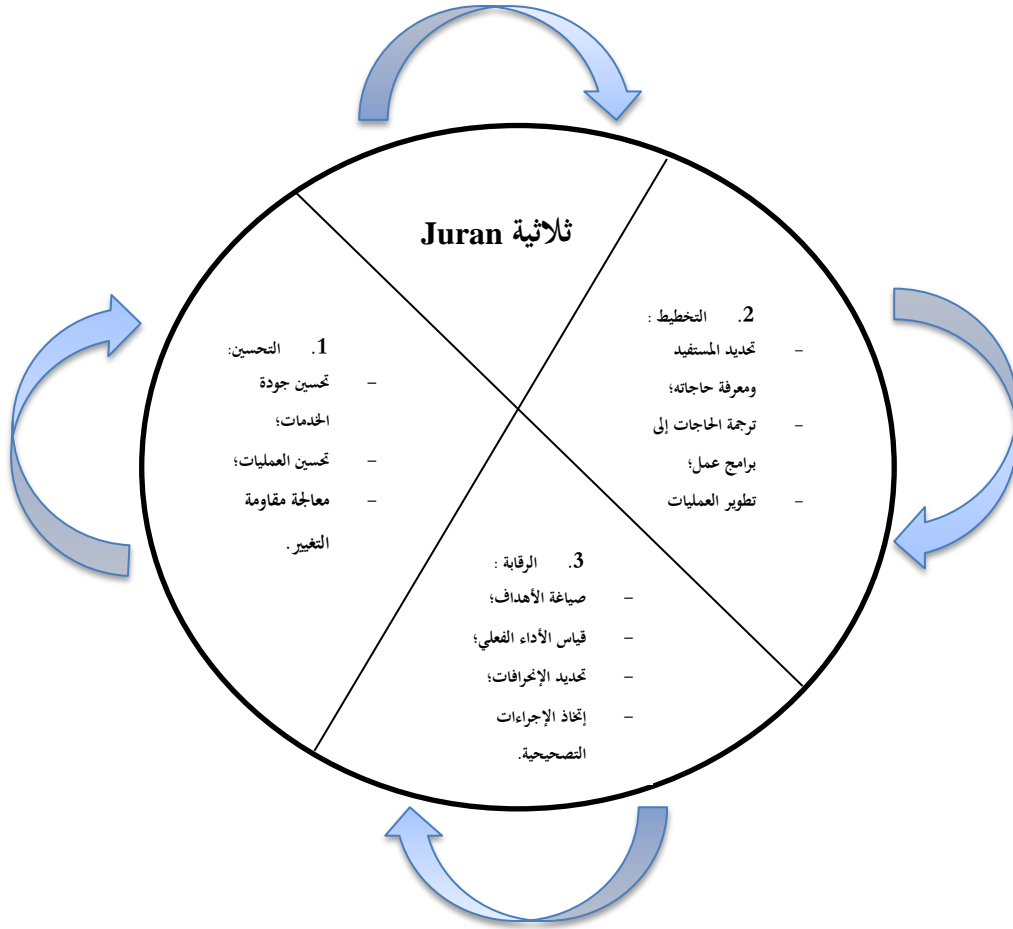 ثلاثية Juran
1. التحسين:
- تحسين جودة
الخدمات؛
- تحسين العمليات؛
- معالجة مقاومة
التغيير.
2. التخطيط :
- تحديد المستفيد
ومعرفة حاجاته؛
- ترجمة الحاجات إلى
برامج عمل؛
- تطوير العمليات
3. الرقابة :
- صياغة الأهداف؛
- قياس الأداء الفعلي؛
- تحديد الإنحرافات؛
- إتخاذ الإجراءات
التصحيحية.